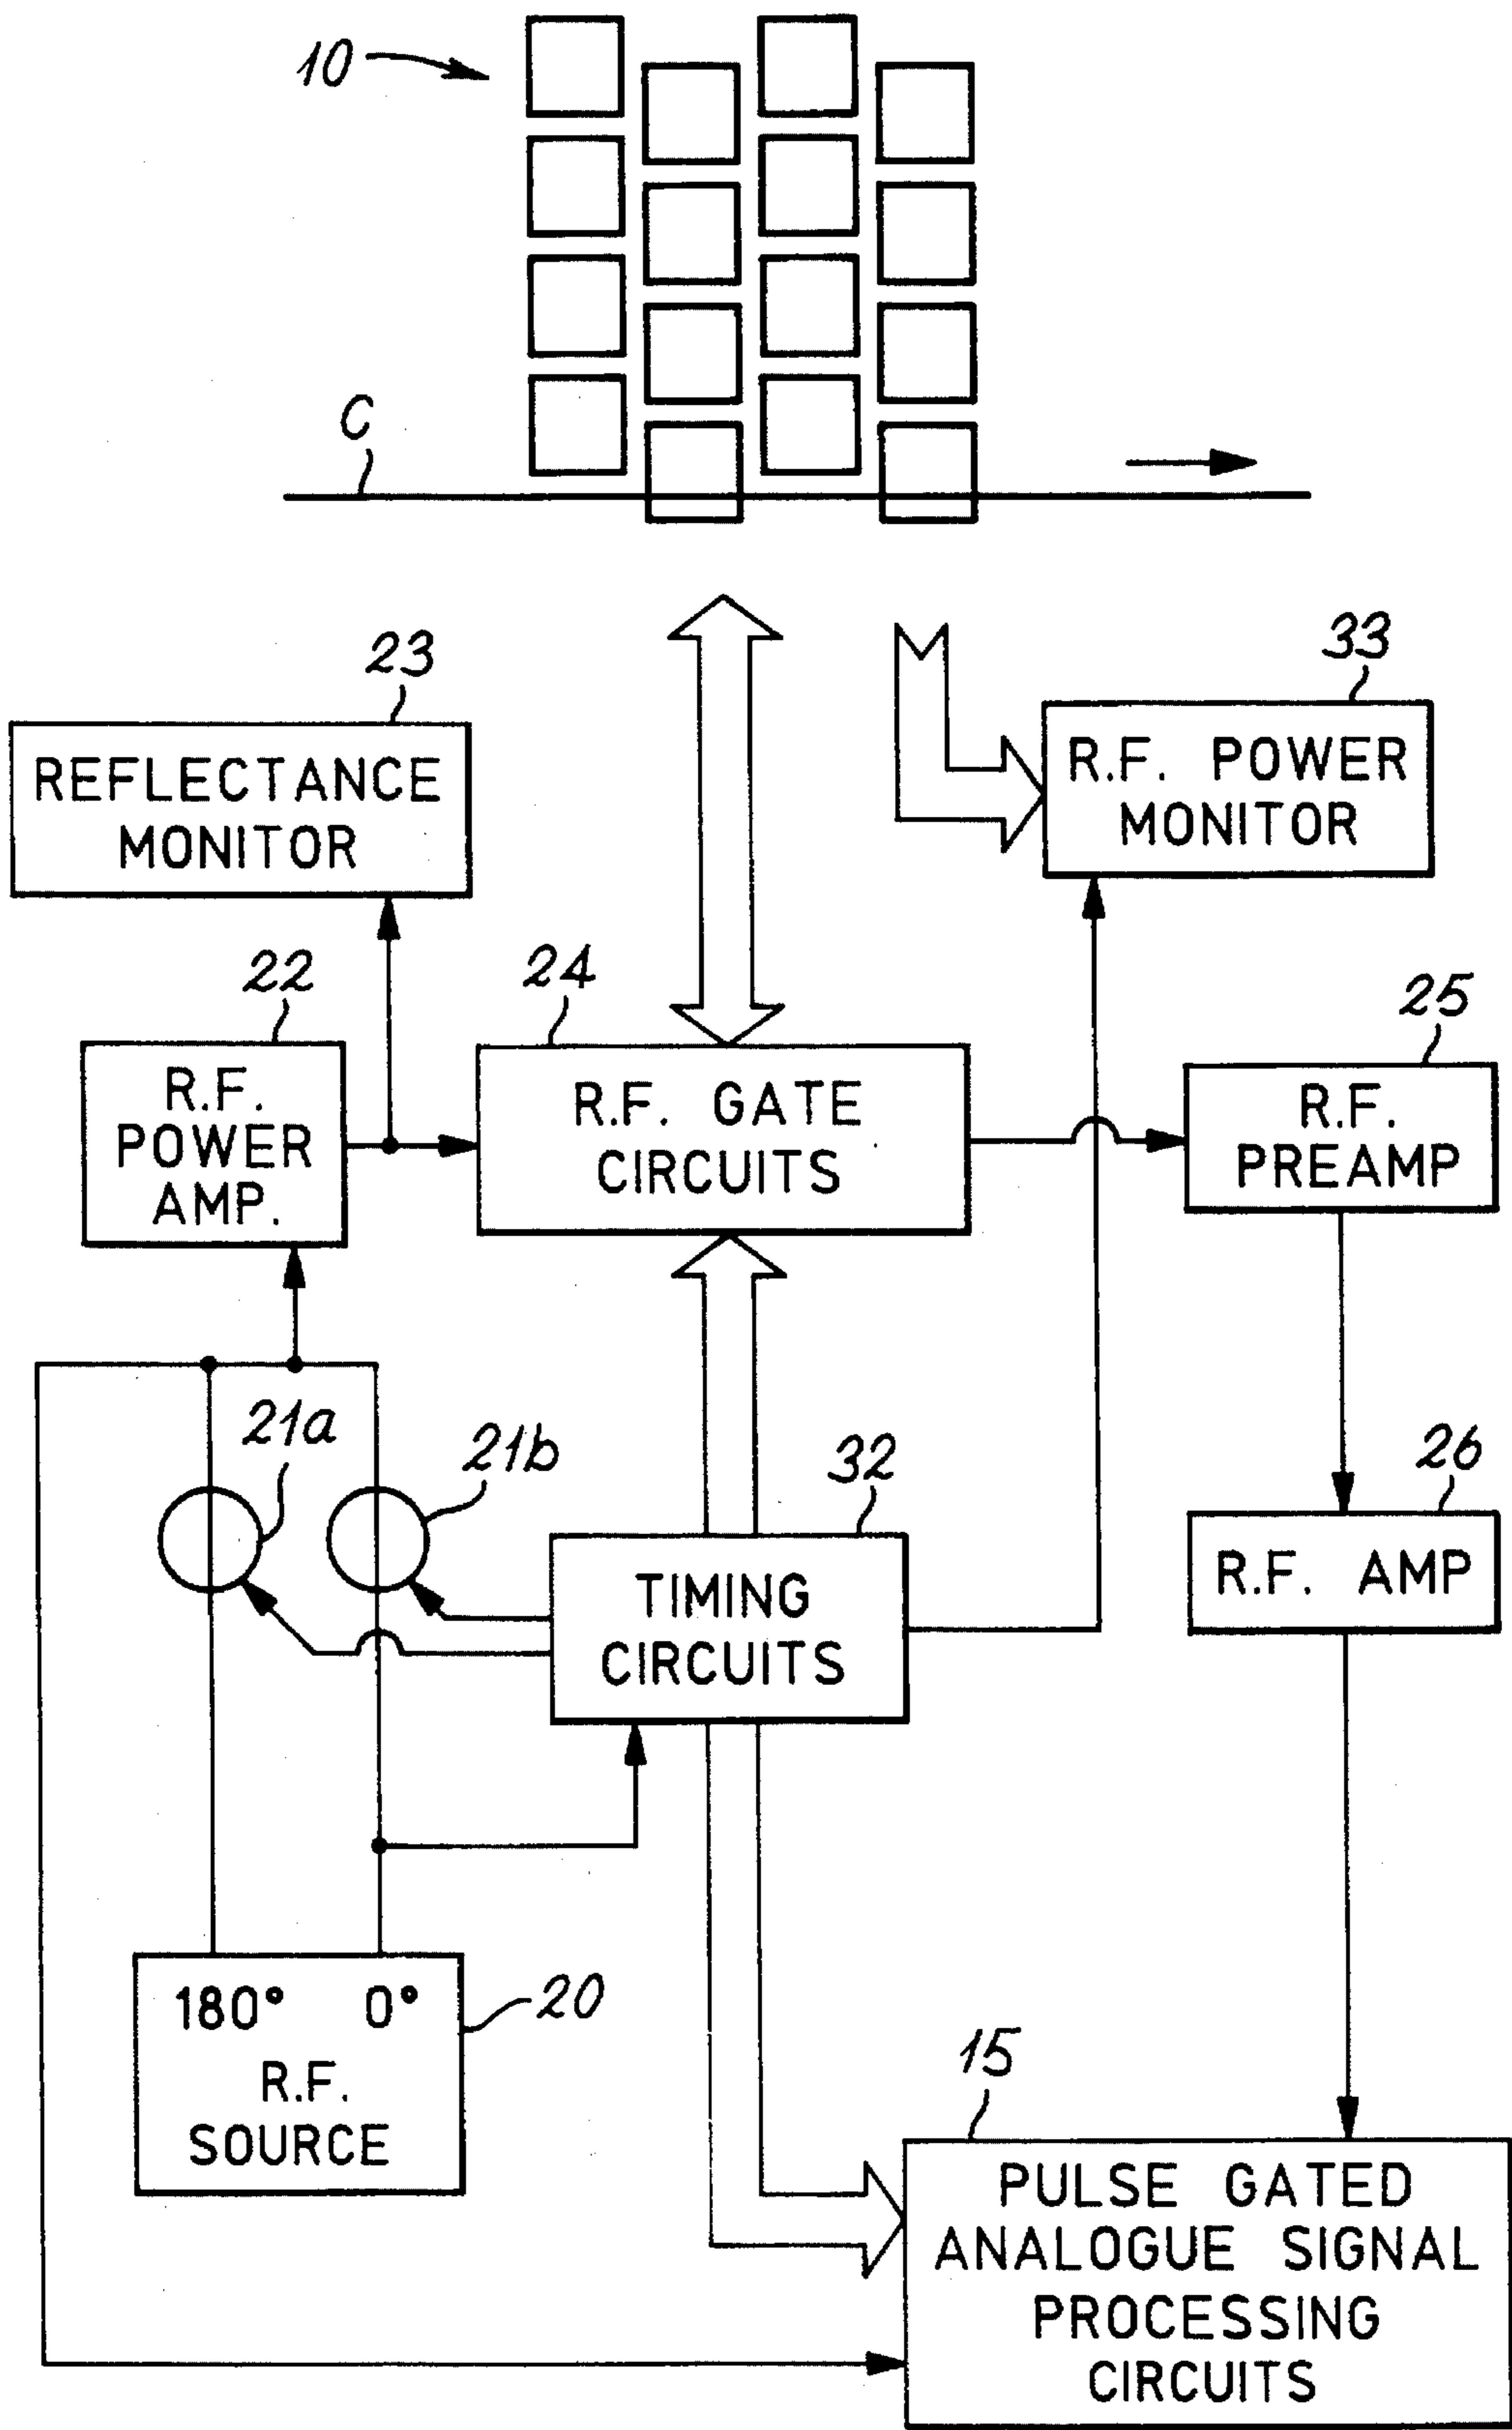 10
C
23
REFLECTANCE
MONITOR
33
R.F. POWER
MONITOR
22
R.F.
POWER
AMP.
24
R.F. GATE
CIRCUITS
25
R.F.
PREAMP
21a
21b
32
TIMING
CIRCUITS
26
R.F. AMP
180° 0°
R.F.
SOURCE
20
15
PULSE GATED
ANALOGUE SIGNAL
PROCESSING
CIRCUITS